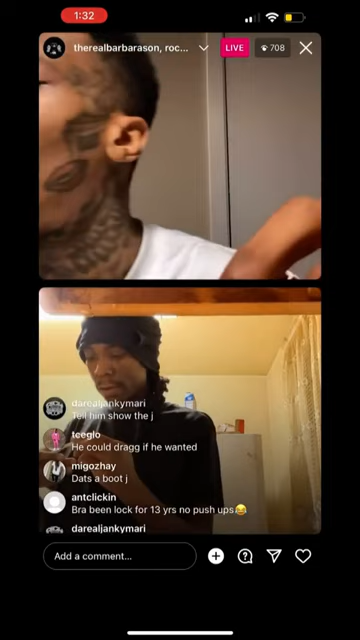 1:32
therealbarbarason, roc...
LIVE
708
darealjankymari
Tell him show the j
tceglo
He could dragg if he wanted
migozhay
Dats a boot j
antclickin
Bra been lock for 13 yrs no push ups😂
darealjankymari
Add a comment...